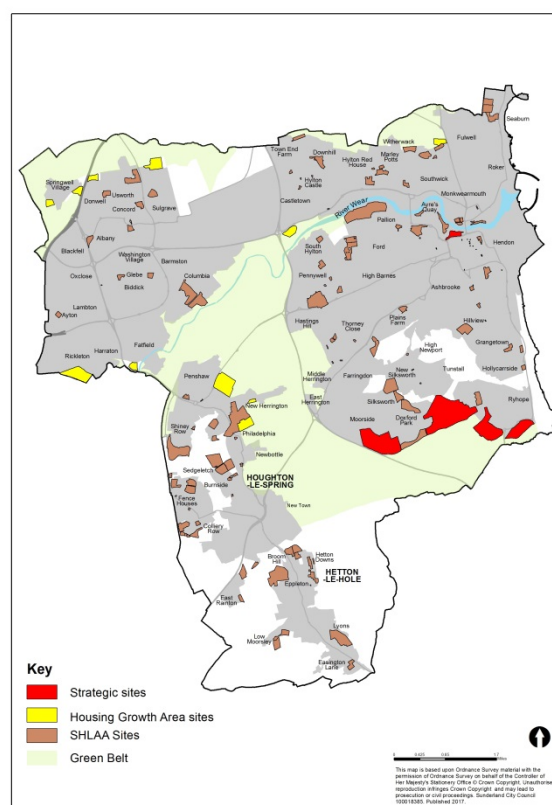 Seaburn
Fulwell
Witherwack
Town End
Farm
Downhill
Marley
Potts
Hylton Red
House
Roker
Southwick
Springwell
Village
Usworth
Donwell
Concord
Sulgrave
Hylton
Castle
Monkwearmouth
Castletown
River Wear
Ayre's
Quay
Pallion
Albany
Blackfell
South
Hylton
Ford
Hendon
Washington
Village
Barmston
Oxclose
Glebe
Columbia
Pennywell
High Barnes
Biddick
Ashbrooke
Lambton
Ayton
Hastings
Hill
Plains
Farm
Thorney
Close
Hillview
Harraton
Fatfield
Rickleton
High
Newport
Grangetown
Hollycarrside
Penshaw
Middle
Herrington
Farringdon
New
Silksworth
Tunstall
East
Herrington
Silksworth
Ryhope
New Herrington
Moorside
Doxford
Park
Shiney
Row
Philadelphia
Newbottle
Sedgeletch
HOUGHTON
-LE-SPRING
Burnside
Fence
Houses
New Town
Colliery
Row
Broom
Hill
Hetton
Downs
HETTON
-LE-HOLE
Eppleton
East
Rainton
Low
Moorsley
Lyons
Easington
Lane
Key
Strategic sites
Housing Growth Area sites
SHLAA Sites
Green Belt
Miles
This map is based upon Ordnance Survey material with the
permission of Ordnance Survey on behalf of the Controller of
Her Majesty's Stationery Office © Crown Copyright. Unauthorise
reproduction infringes Crown Copyright and may lead to
prosecution or civil proceedings. Sunderland City Council
100018385. Published 2017.